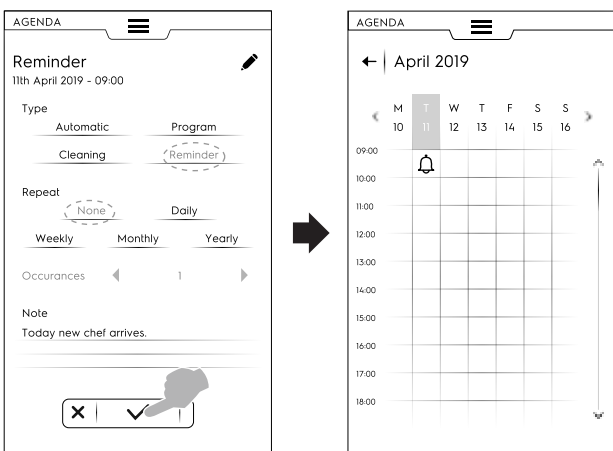 AGENDA
Reminder
11th April 2019 - 09:00
Type
Automatic Program
Cleaning Reminder
Repeat
None Daily
Weekly Monthly Yearly
Occurances 1
Note
Today new chef arrives.
AGENDA
April 2019
M T W T F S S
10 11 12 13 14 15 16
09:00
10:00
11:00
12:00
13:00
14:00
16:00
17:00
18:00